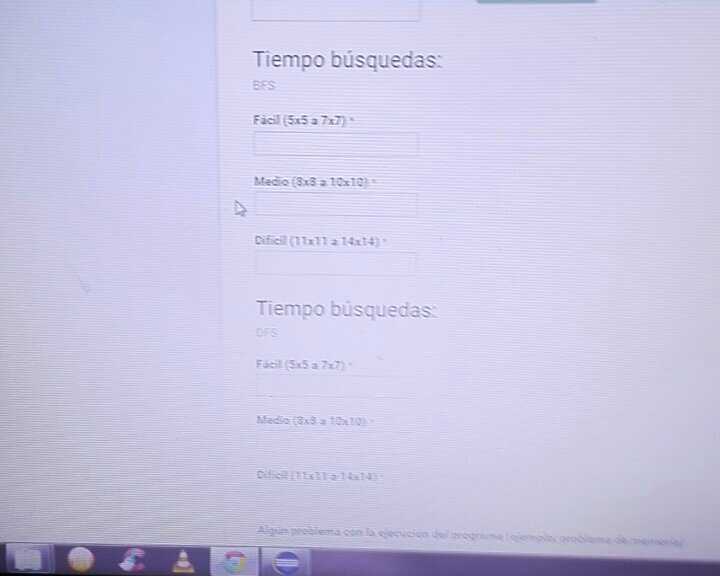 Tiempo búsquedas:
BFS
Fácil (5x5 a 7x7) *
Medio (8x8 a 10x10) *
Difícil (11x11 a 14x14) *
Tiempo búsquedas:
DFS
Fácil (5x5 a 7x7) *
Medio (8x8 a 10x10) *
Difícil (11x11 a 14x14) *
Algún problema con la ejecución del programa (ejemplo: problema de memoria)